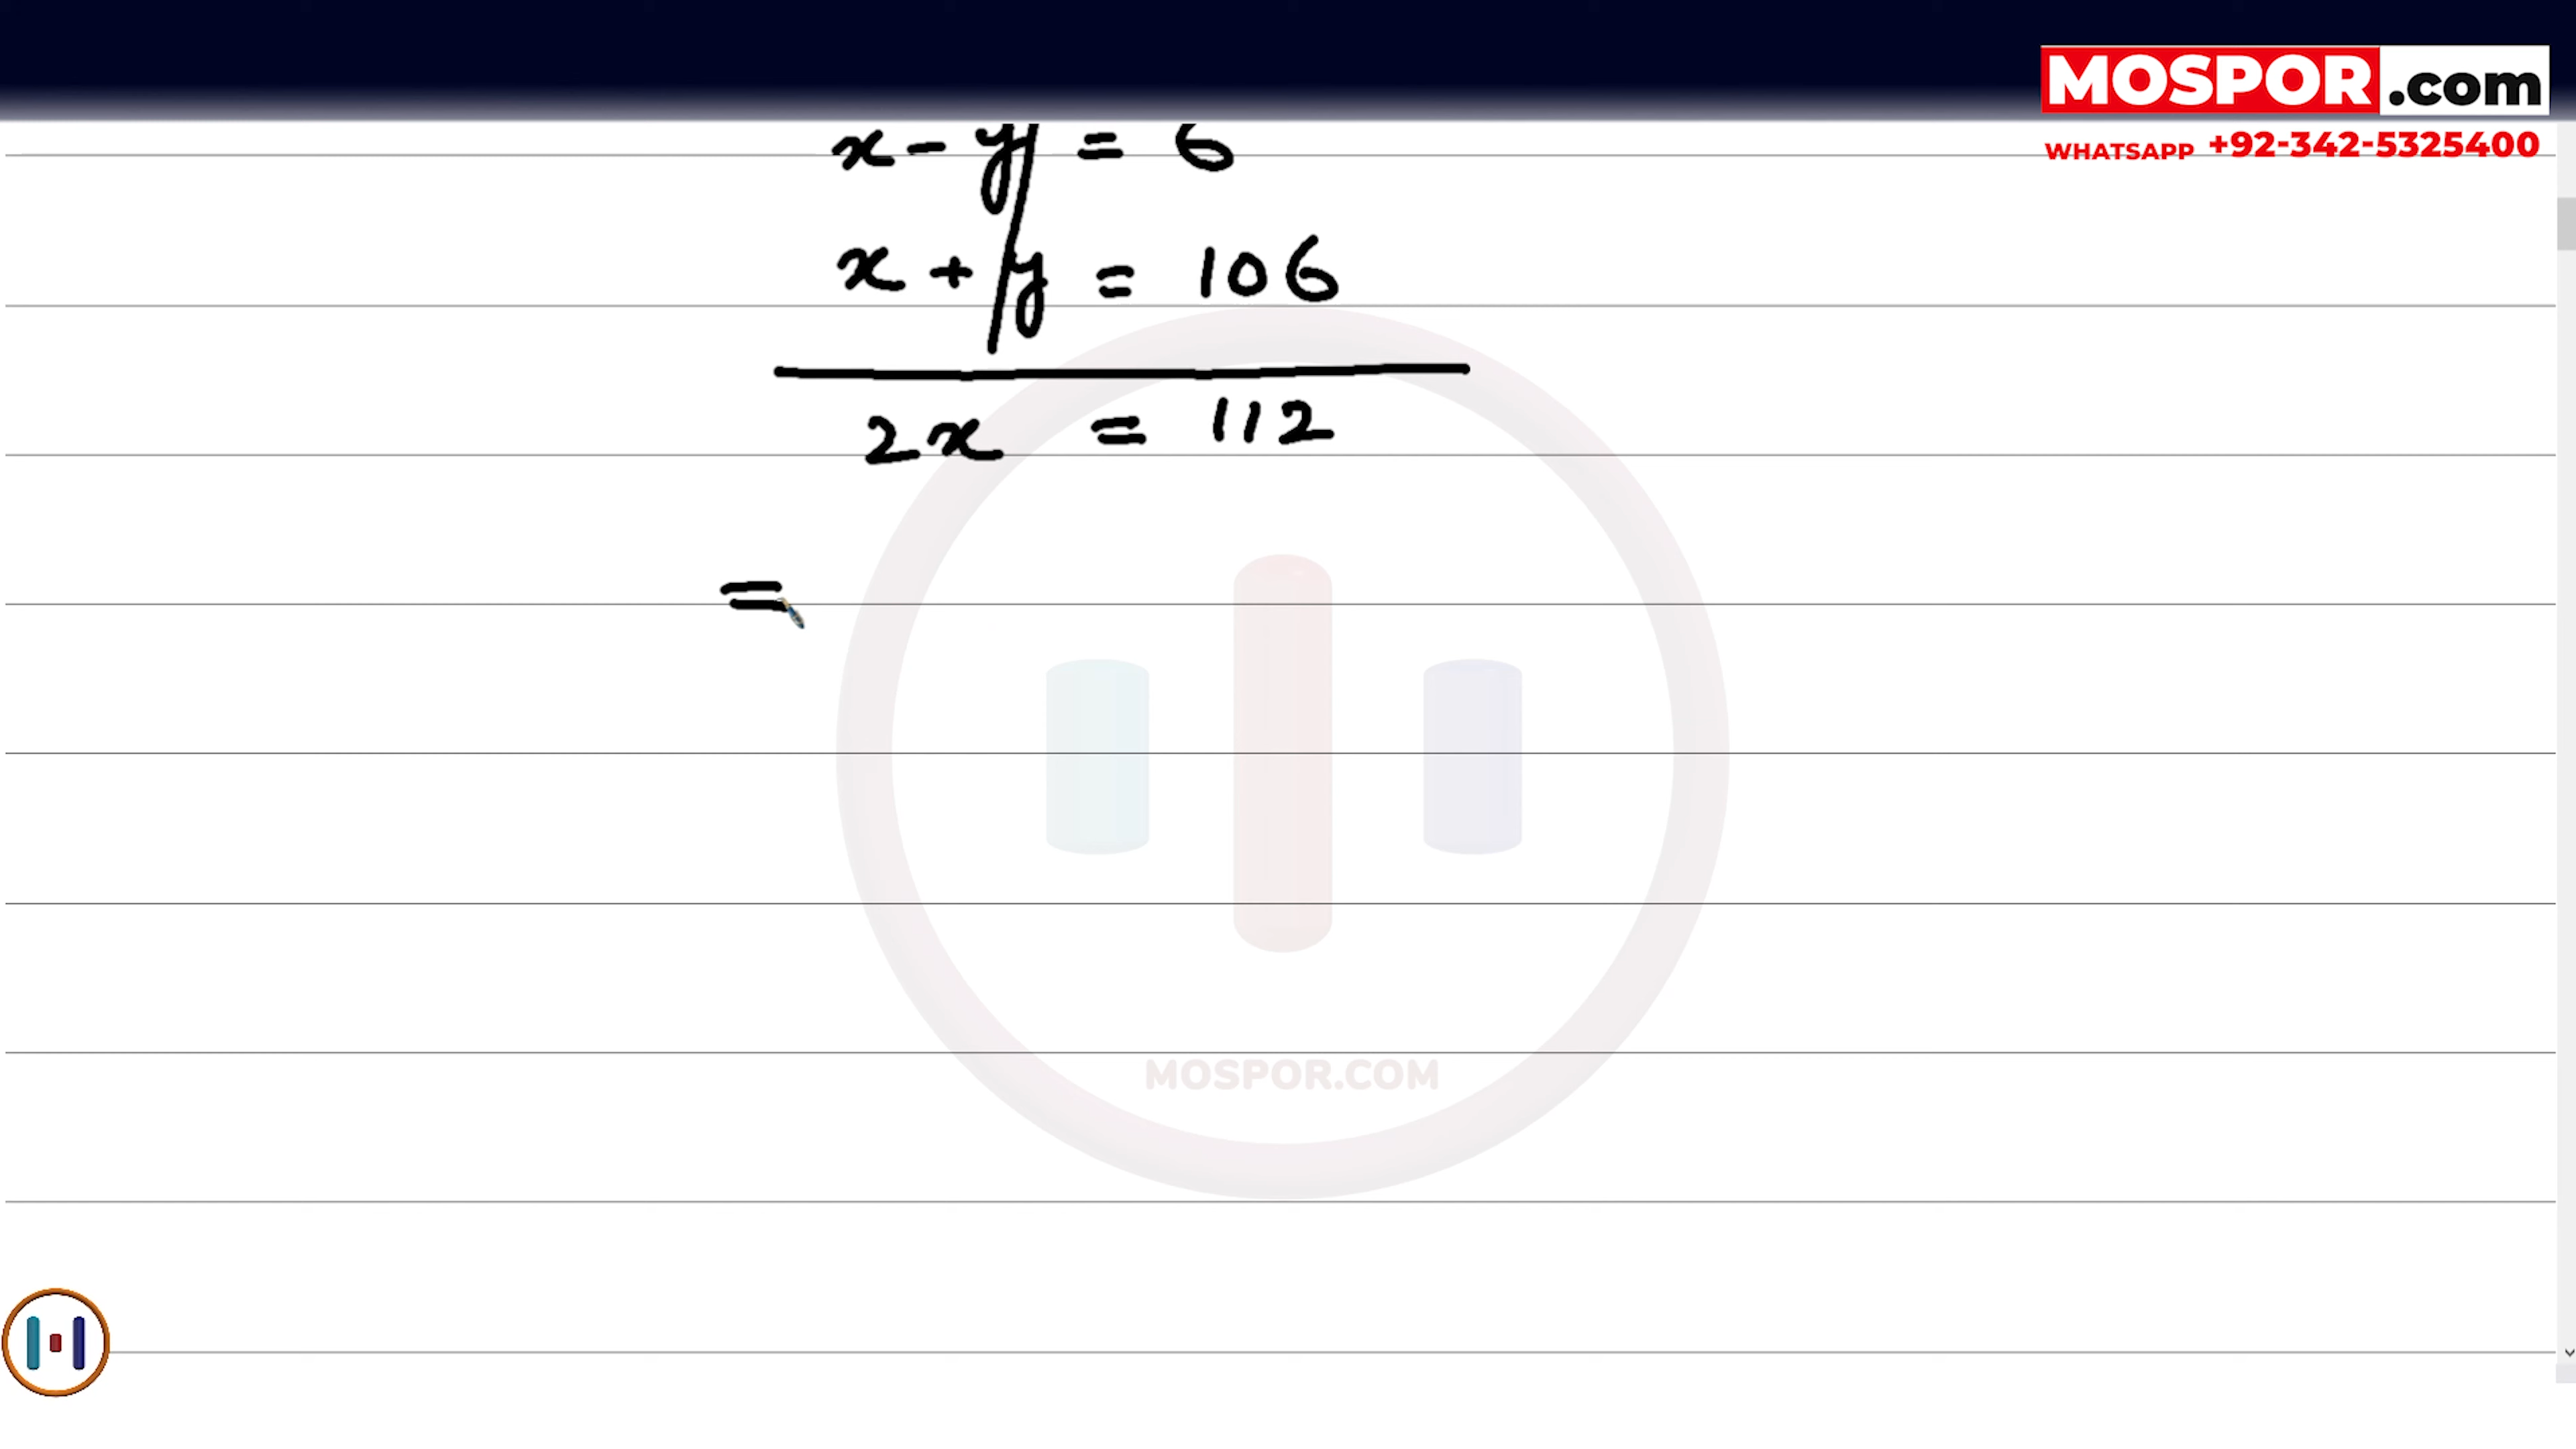 MOSPOR.com
WHATSAPP +92-342-5325400
x - y = 6
x + y = 106
2x = 112
=
MOSPOR.COM